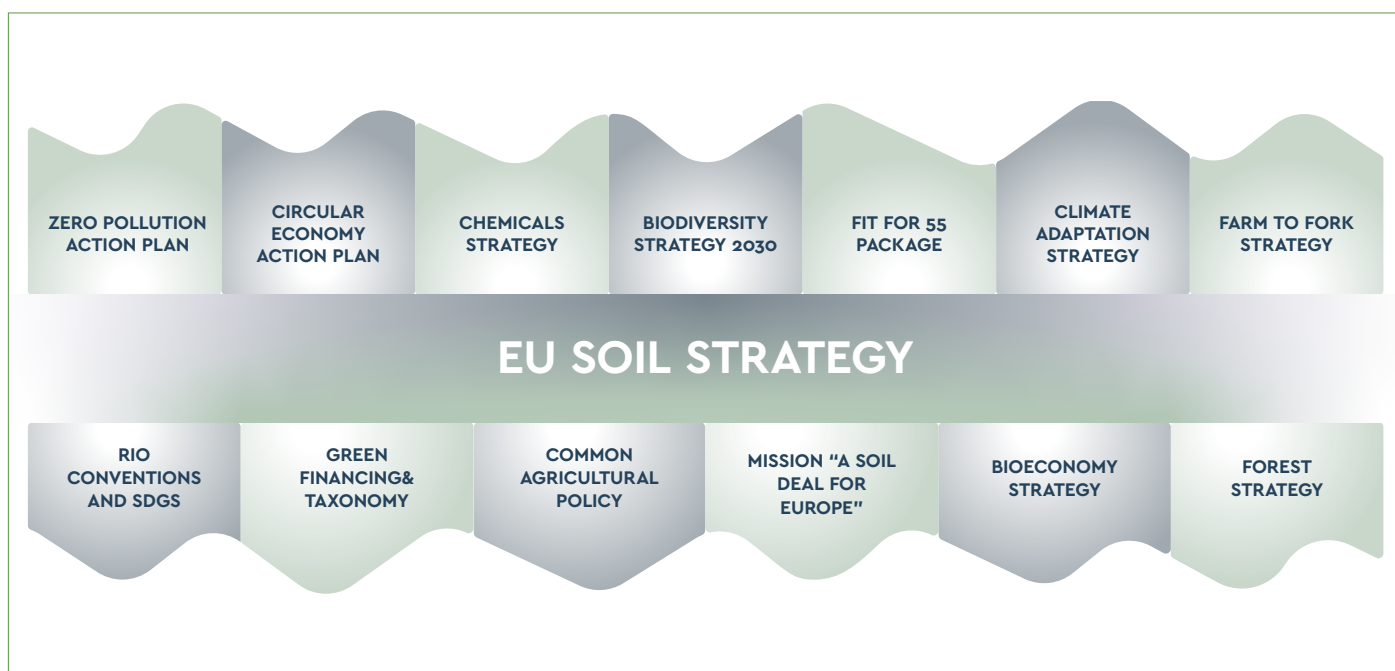 ZERO POLLUTION
ACTION PLAN
CIRCULAR
ECONOMY
ACTION PLAN
CHEMICALS
STRATEGY
BIODIVERSITY
STRATEGY 2030
FIT FOR 55
PACKAGE
CLIMATE
ADAPTATION
STRATEGY
FARM TO FORK
STRATEGY
EU SOIL STRATEGY
RIO
CONVENTIONS
AND SDGS
GREEN
FINANCING&
TAXONOMY
COMMON
AGRICULTURAL
POLICY
MISSION “A SOIL
DEAL FOR
EUROPE”
BIOECONOMY
STRATEGY
FOREST
STRATEGY